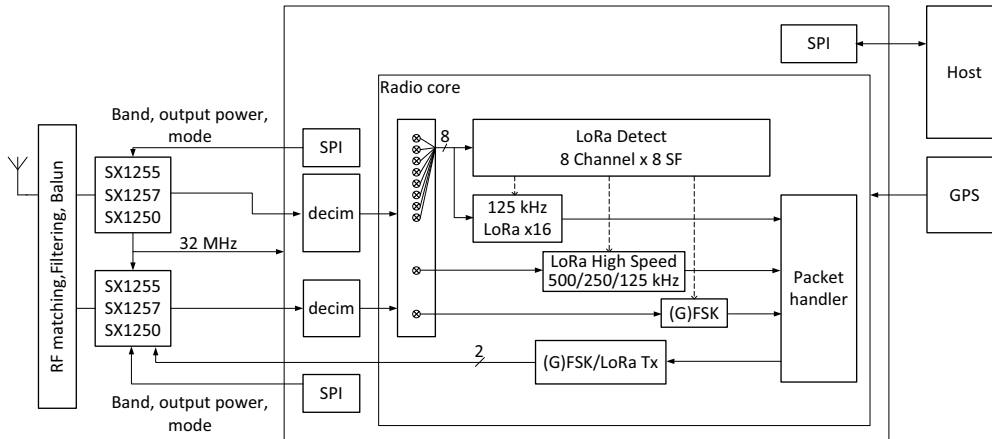 SPI
Host
Radio core
Band, output power,
mode
SPI
8
LoRa Detect
8 Channel x 8 SF
RF matching,Filtering, Balun
SX1255
SX1257
SX1250
decim
125 kHz
LoRa x16
GPS
32 MHz
LoRa High Speed
500/250/125 kHz
Packet
handler
SX1255
SX1257
SX1250
decim
(G)FSK
2
(G)FSK/LoRa Tx
SPI
Band, output power,
mode